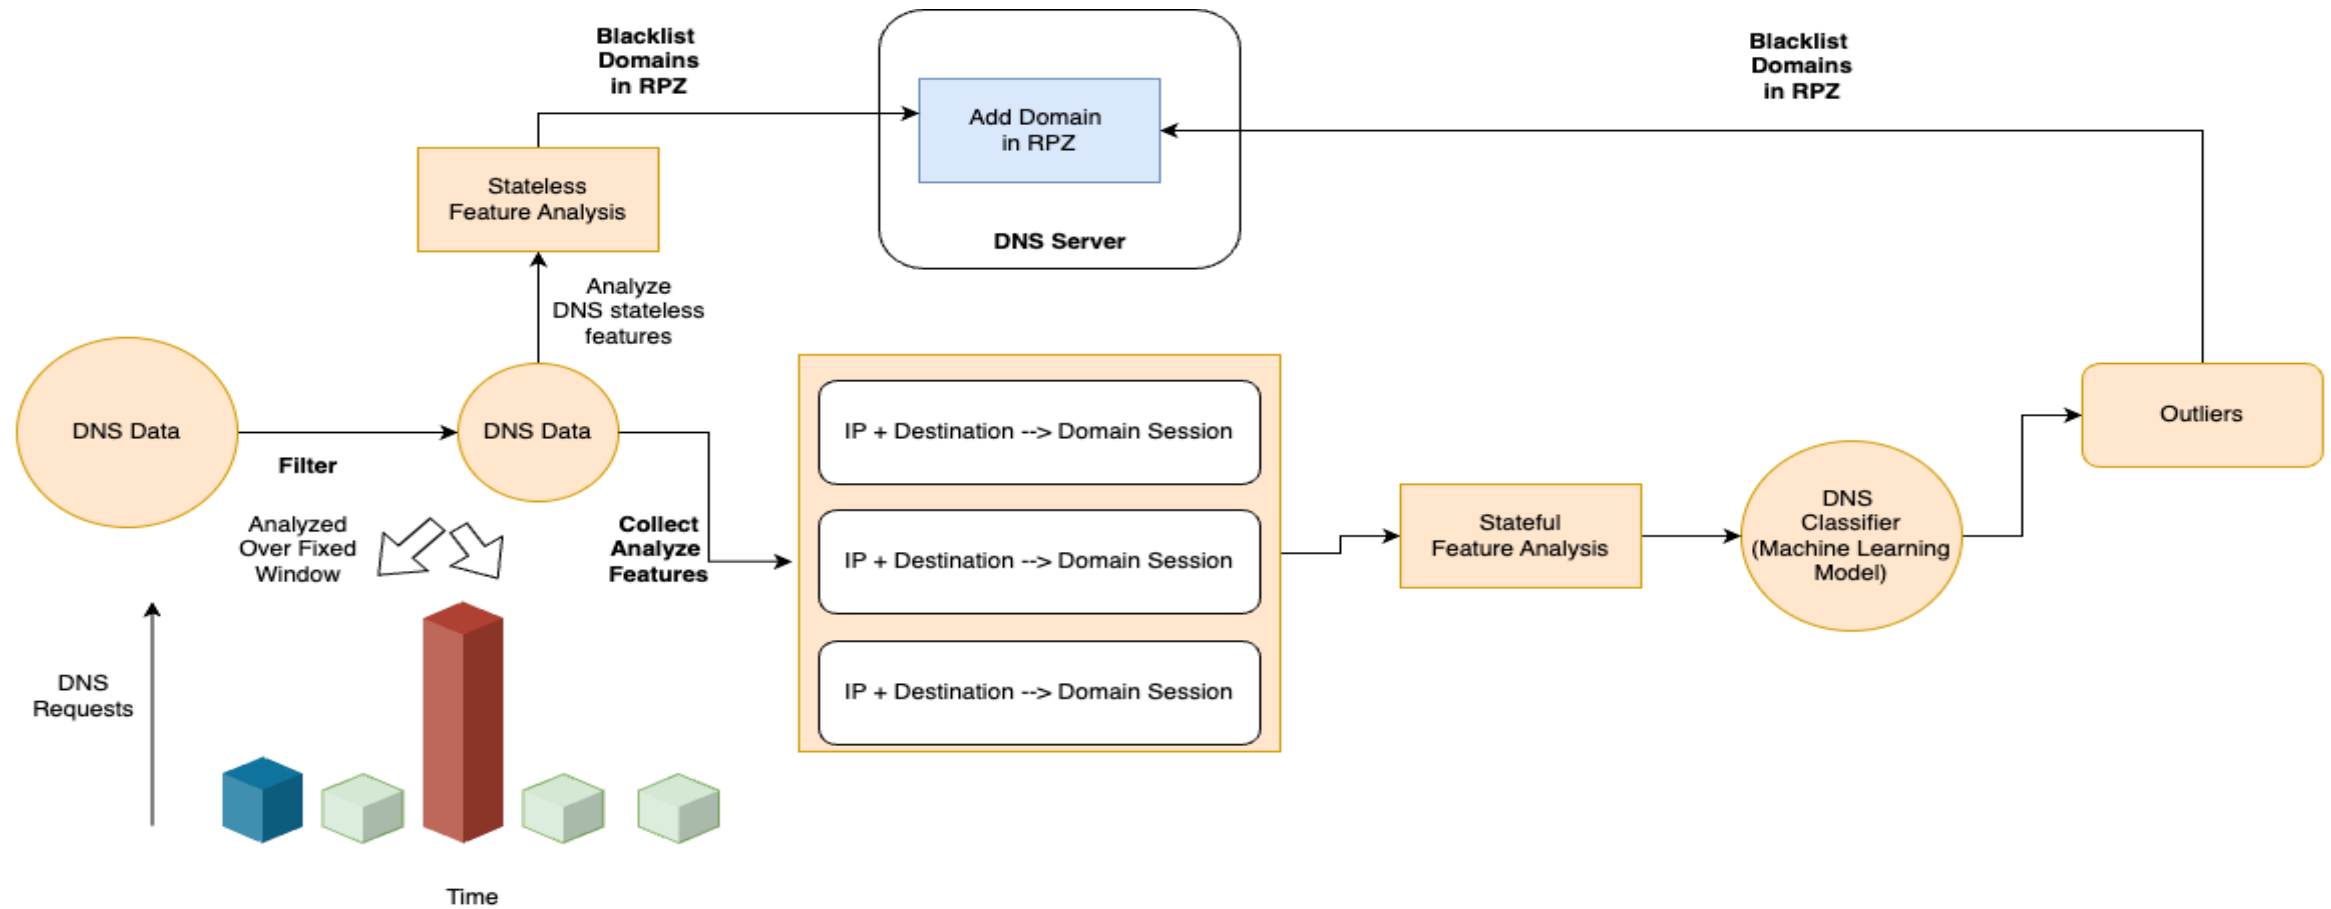 Blacklist
Domains
in RPZ
Add Domain
in RPZ
DNS Server
Blacklist
Domains
in RPZ
Stateless
Feature Analysis
Analyze
DNS stateless
features
DNS Data
Filter
DNS Data
Analyzed
Over Fixed
Window
Collect
Analyze
Features
IP + Destination --> Domain Session
IP + Destination --> Domain Session
IP + Destination --> Domain Session
Stateful
Feature Analysis
DNS
Classifier
(Machine Learning
Model)
Outliers
DNS
Requests
Time